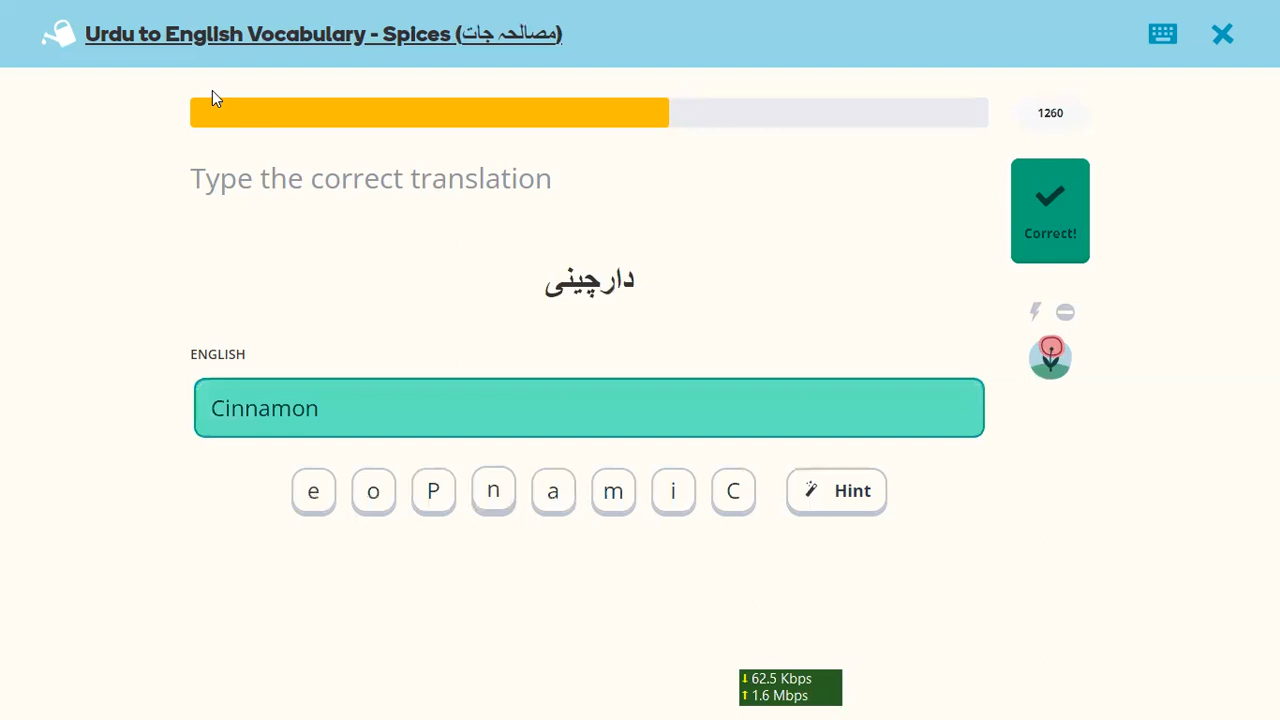 Urdu to English Vocabulary - Spices (مصالحہ جات)
1260
Type the correct translation
Correct!
دارچینی
ENGLISH
Cinnamon
e o P n a m i C Hint
62.5 Kbps
1.6 Mbps